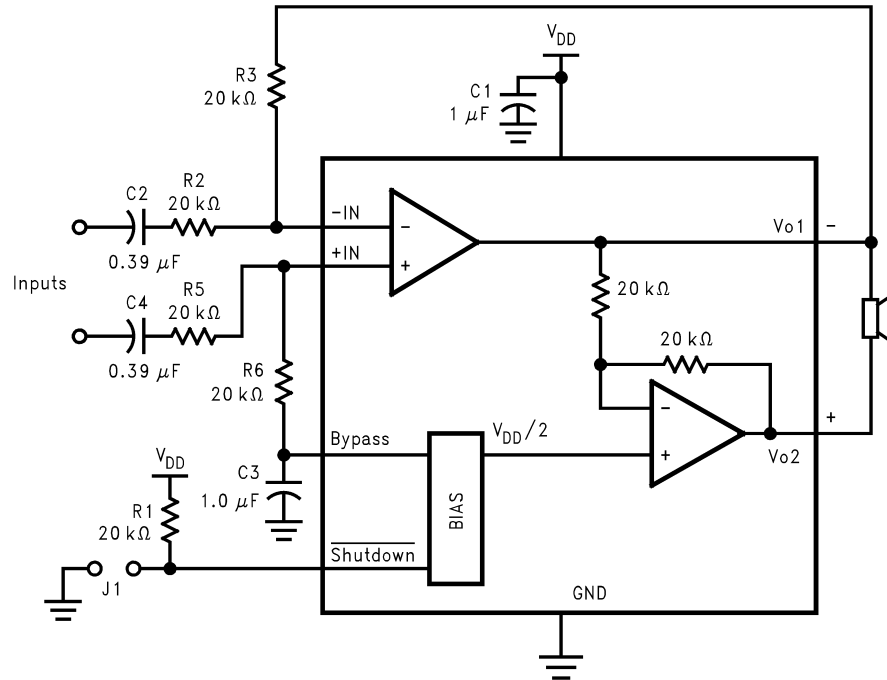 V_DD
R3
20 kΩ
C1
1 μF
R2
20 kΩ
C2
-IN
-
Vo1
-
+IN
+
0.39 μF
Inputs
R5
20 kΩ
C4
20 kΩ
20 kΩ
0.39 μF
R6
20 kΩ
-
+
V_DD/2
Bypass
+
Vo2
V_DD
C3
1.0 μF
R1
20 kΩ
BIAS
Shutdown
J1
GND